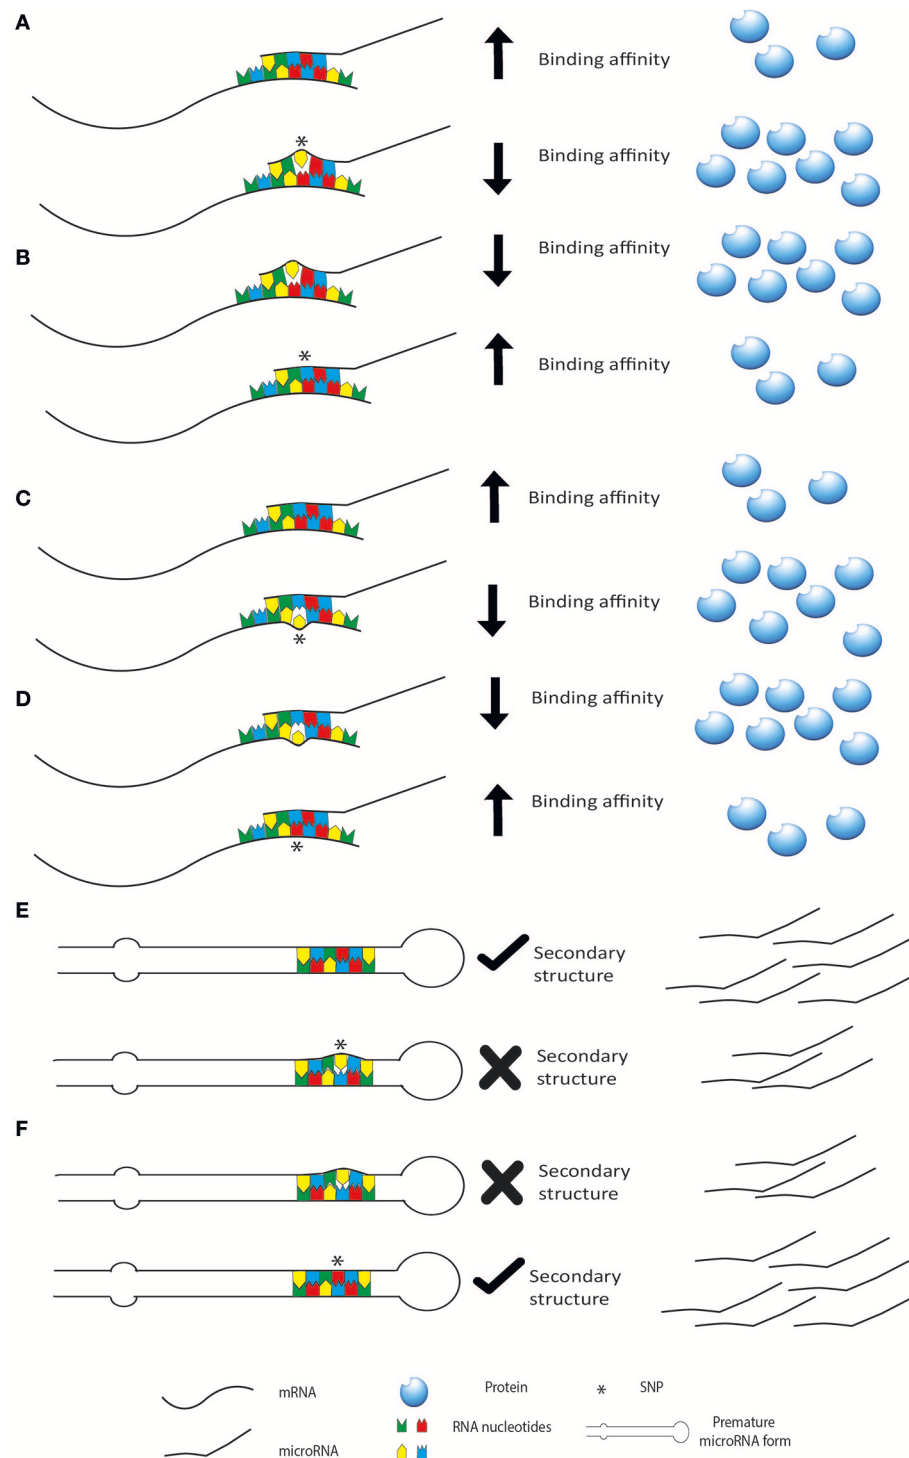 A
Binding affinity
*
Binding affinity
B
Binding affinity
*
Binding affinity
C
Binding affinity
Binding affinity
*
D
Binding affinity
Binding affinity
*
E
Secondary
structure
*
Secondary
structure
F
Secondary
structure
*
Secondary
structure
mRNA
Protein
* SNP
microRNA
RNA nucleotides
Premature
microRNA form